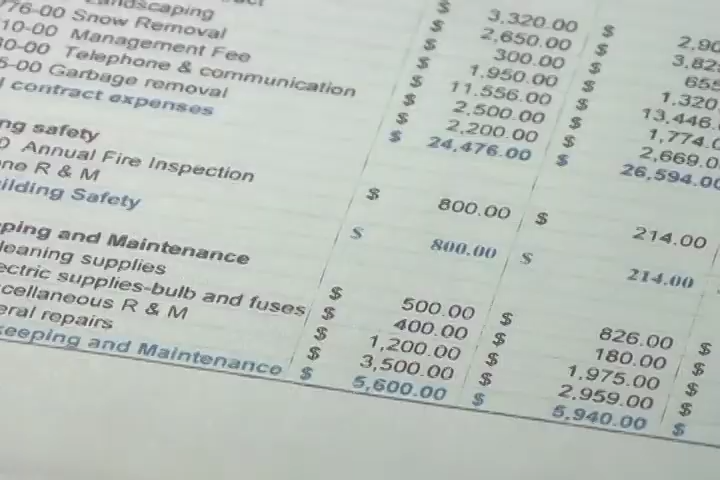 $ 3,320.00 $ 2,90
$ 2,650.00 $ 3,82
Landscaping $ 300.00 $ 655
76-00 Snow Removal $ 1,950.00 $ 1,320
10-00 Management Fee $ 11,556.00 $ 13,446.
0-00 Telephone & communication $ 2,500.00 $ 1,774.0
5-00 Garbage removal $ 2,200.00 $ 2,669.0
contract expenses $ 24,476.00 $ 26,594.00
ng safety
Annual Fire Inspection $ 800.00 $ 214.00
ne R & M
ilding Safety $ 800.00 $ 214.00
ping and Maintenance
leaning supplies $ 500.00 $ 826.00 $
ectric supplies-bulb and fuses $ 400.00 $ 180.00 $
cellaneous R & M $ 1,200.00 $ 1,975.00 $
eral repairs $ 3,500.00 $ 2,959.00 $
keeping and Maintenance $ 5,600.00 $ 5,940.00 $